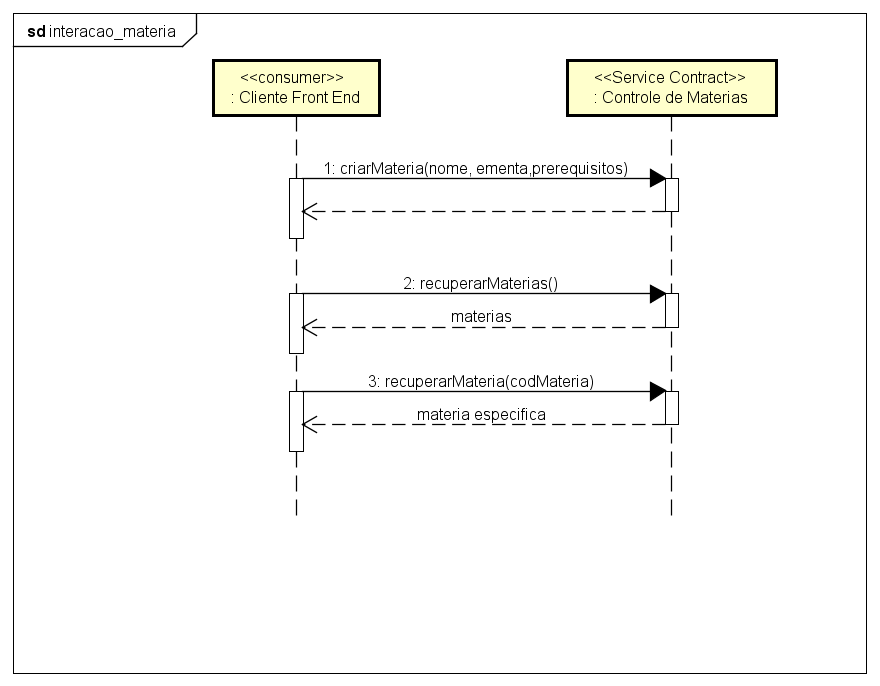 sd interacao_materia
<<consumer>>
: Cliente Front End
<<Service Contract>>
: Controle de Materias
1: criarMateria(nome, ementa,prerequisitos)
2: recuperarMaterias()
materias
3: recuperarMateria(codMateria)
materia especifica